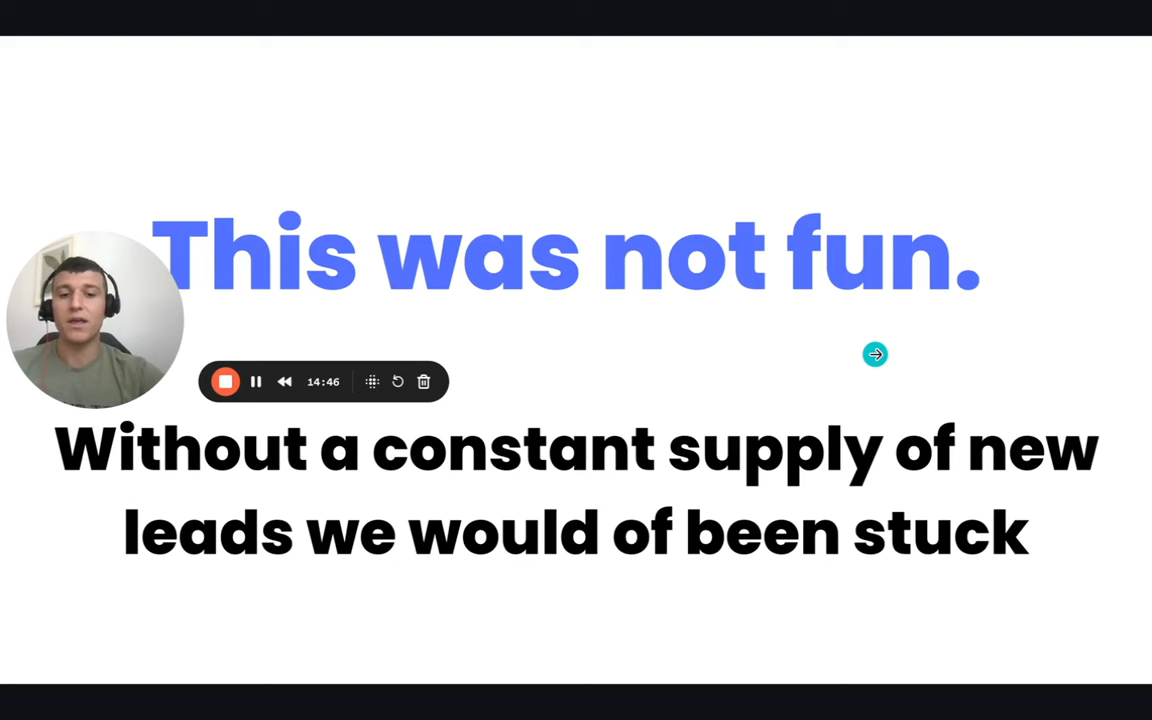 This was not fun.
14:46
Without a constant supply of new
leads we would of been stuck